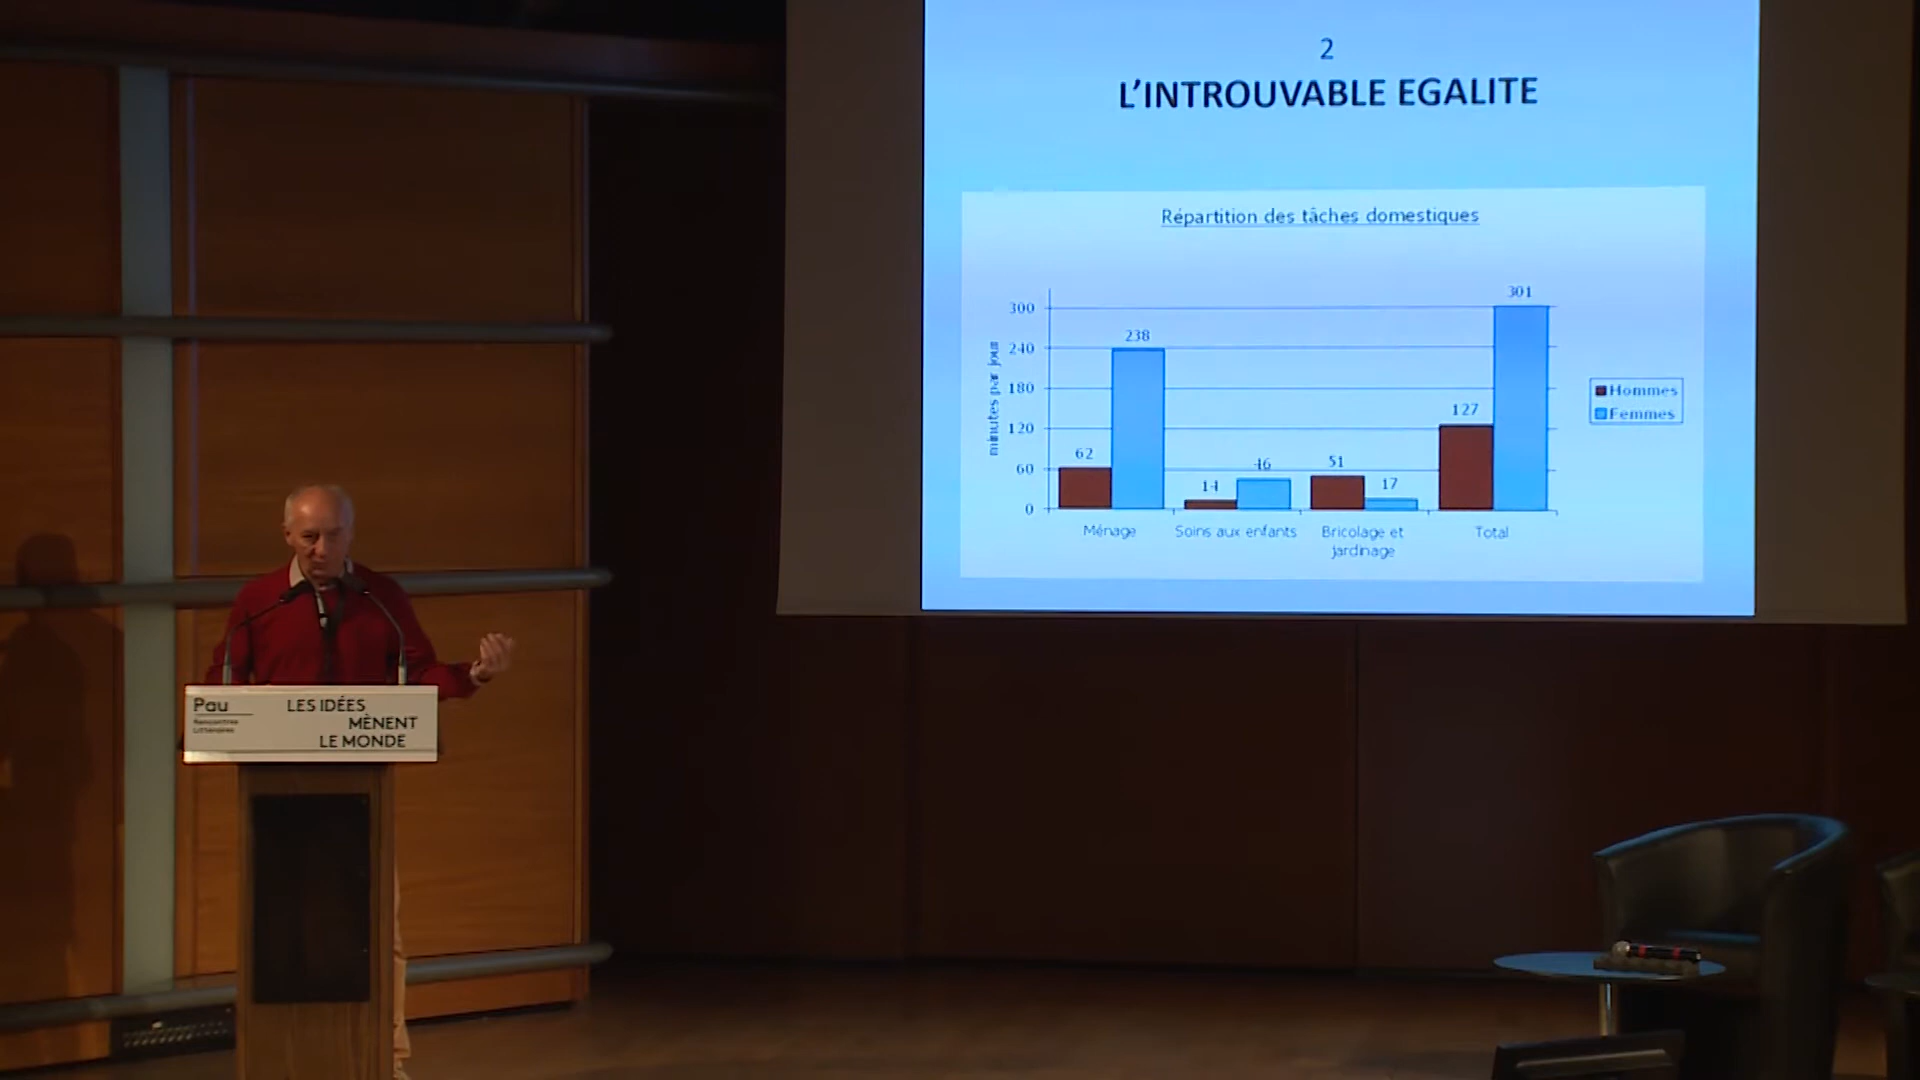 2
L'INTROUVABLE EGALITE
Répartition des tâches domestiques
minutes par jour
300
240
180
120
60
0
62
238
14
46
51
17
127
301
Ménage
Soins aux enfants
Bricolage et
jardinage
Total
Hommes
Femmes
Pau
Rencontres
Littéraires
LES IDÉES
MÈNENT
LE MONDE